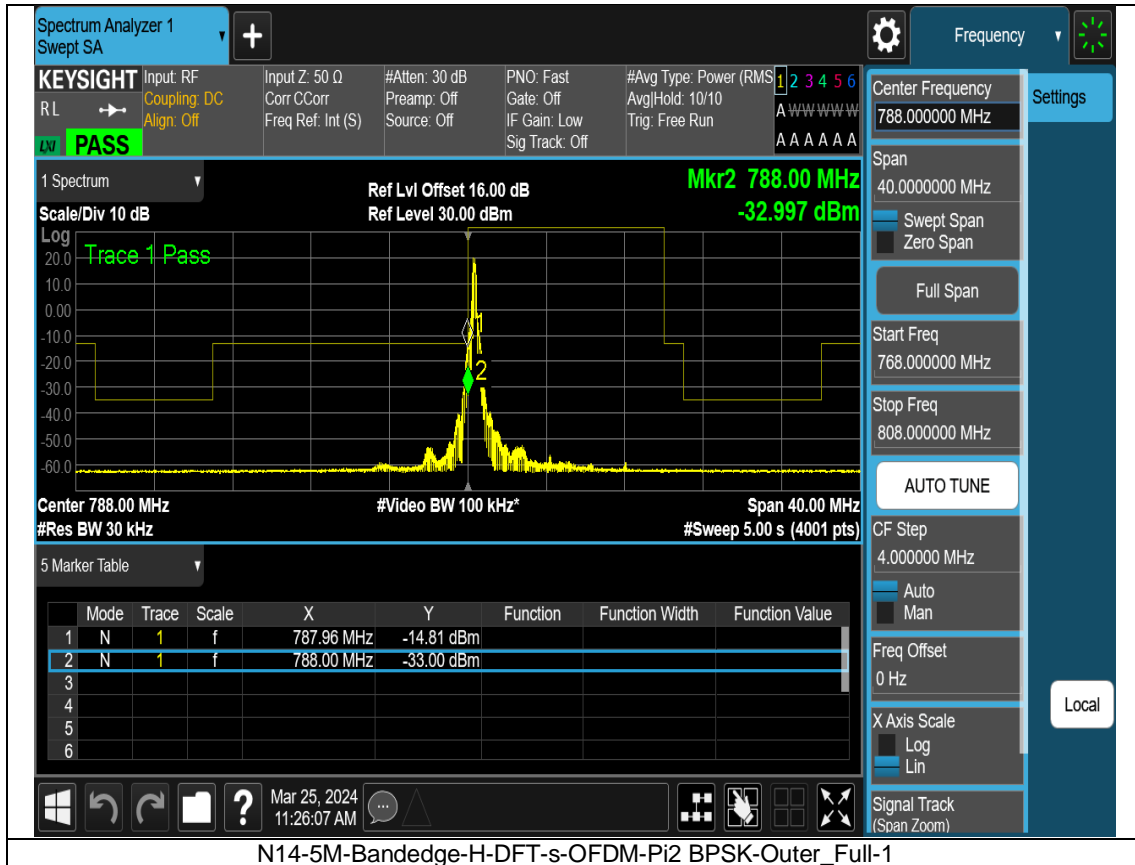 Spectrum Analyzer 1
Swept SA
Frequency
KEYSIGHT
R L
LXI
PASS
Input: RF
Coupling: DC
Align: Off
Input Z: 50 Ω
Corr CCorr
Freq Ref: Int (S)
#Atten: 30 dB
Preamp: Off
Source: Off
PNO: Fast
Gate: Off
IF Gain: Low
Sig Track: Off
#Avg Type: Power (RMS
Avg|Hold: 10/10
Trig: Free Run
1 2 3 4 5 6
A W W W W W
A A A A A A
1 Spectrum
Scale/Div 10 dB
Ref Lvl Offset 16.00 dB
Ref Level 30.00 dBm
Mkr2 788.00 MHz
-32.997 dBm
Log
Trace 1 Pass
20.0
10.0
0.00
-10.0
-20.0
-30.0
-40.0
-50.0
-60.0
1
2
Center 788.00 MHz
#Video BW 100 kHz*
Span 40.00 MHz
#Res BW 30 kHz
#Sweep 5.00 s (4001 pts)
5 Marker Table
Mode Trace Scale X Y Function Function Width Function Value
1 N 1 f 787.96 MHz -14.81 dBm
2 N 1 f 788.00 MHz -33.00 dBm
3
4
5
6
Mar 25, 2024
11:26:07 AM
?
Center Frequency
788.000000 MHz
Settings
Span
40.0000000 MHz
Swept Span
Zero Span
Full Span
Start Freq
768.000000 MHz
Stop Freq
808.000000 MHz
AUTO TUNE
CF Step
4.000000 MHz
Auto
Man
Freq Offset
0 Hz
X Axis Scale
Log
Lin
Local
Signal Track
(Span Zoom)
N14-5M-Bandedge-H-DFT-s-OFDM-Pi2 BPSK-Outer_Full-1